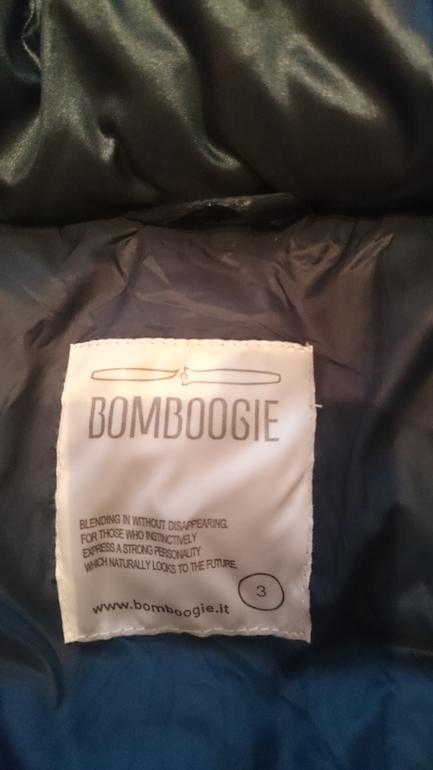 BOMBOOGIE
BLENDING IN WITHOUT DISAPPEARING.
FOR THOSE WHO INSTINCTIVELY
EXPRESS A STRONG PERSONALITY
WHICH NATURALLY LOOKS TO THE FUTURE.
3
www.bomboogie.it